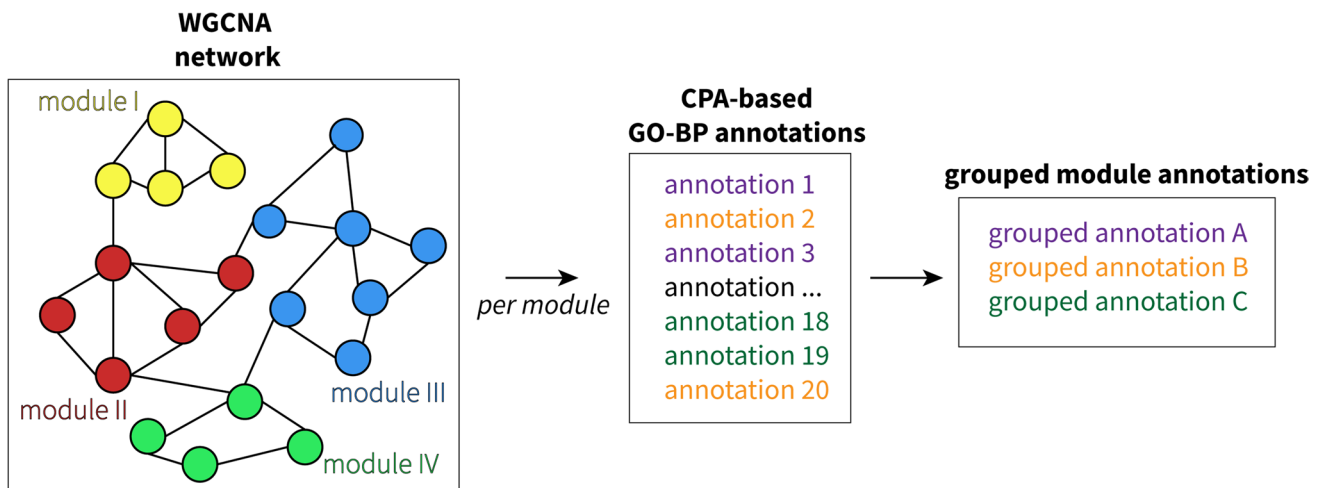 WGCNA
network
module I
module II
module III
module IV
per module
CPA-based
GO-BP annotations
annotation 1
annotation 2
annotation 3
annotation ...
annotation 18
annotation 19
annotation 20
grouped module annotations
grouped annotation A
grouped annotation B
grouped annotation C